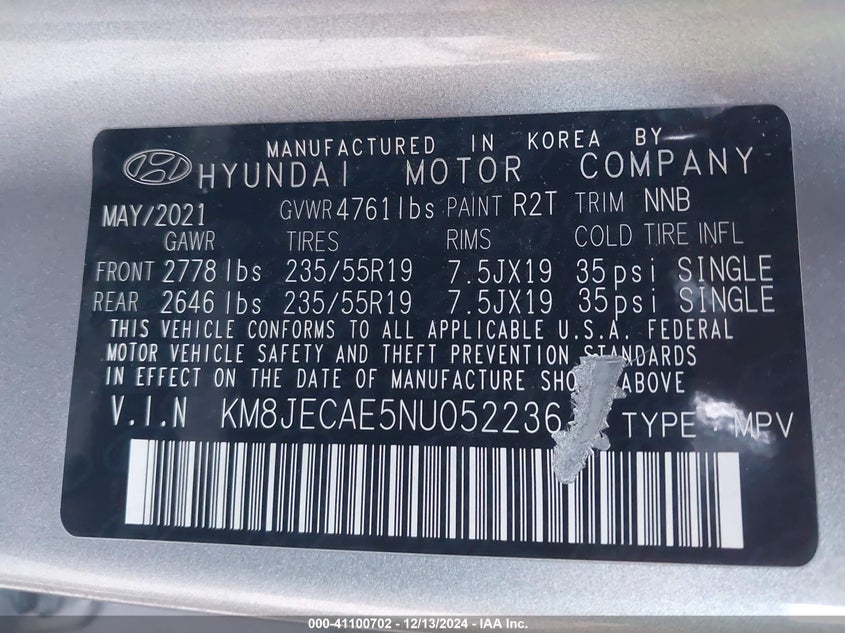 MANUFACTURED IN KOREA BY
HYUNDAI MOTOR COMPANY
MAY/2021 GVWR 4761lbs PAINT R2T TRIM NNB
GAWR TIRES RIMS COLD TIRE INFL
FRONT 2778 lbs 235/55R19 7.5JX19 35psi SINGLE
REAR 2646 lbs 235/55R19 7.5JX19 35psi SINGLE
THIS VEHICLE CONFORMS TO ALL APPLICABLE U.S.A. FEDERAL
MOTOR VEHICLE SAFETY AND THEFT PREVENTION STANDARDS
IN EFFECT ON THE DATE OF MANUFACTURE ABOVE
V.I.N KM8JECAE5NU052236 TYPE : MPV
000-41100702 - 12/13/2024 - IAA Inc.